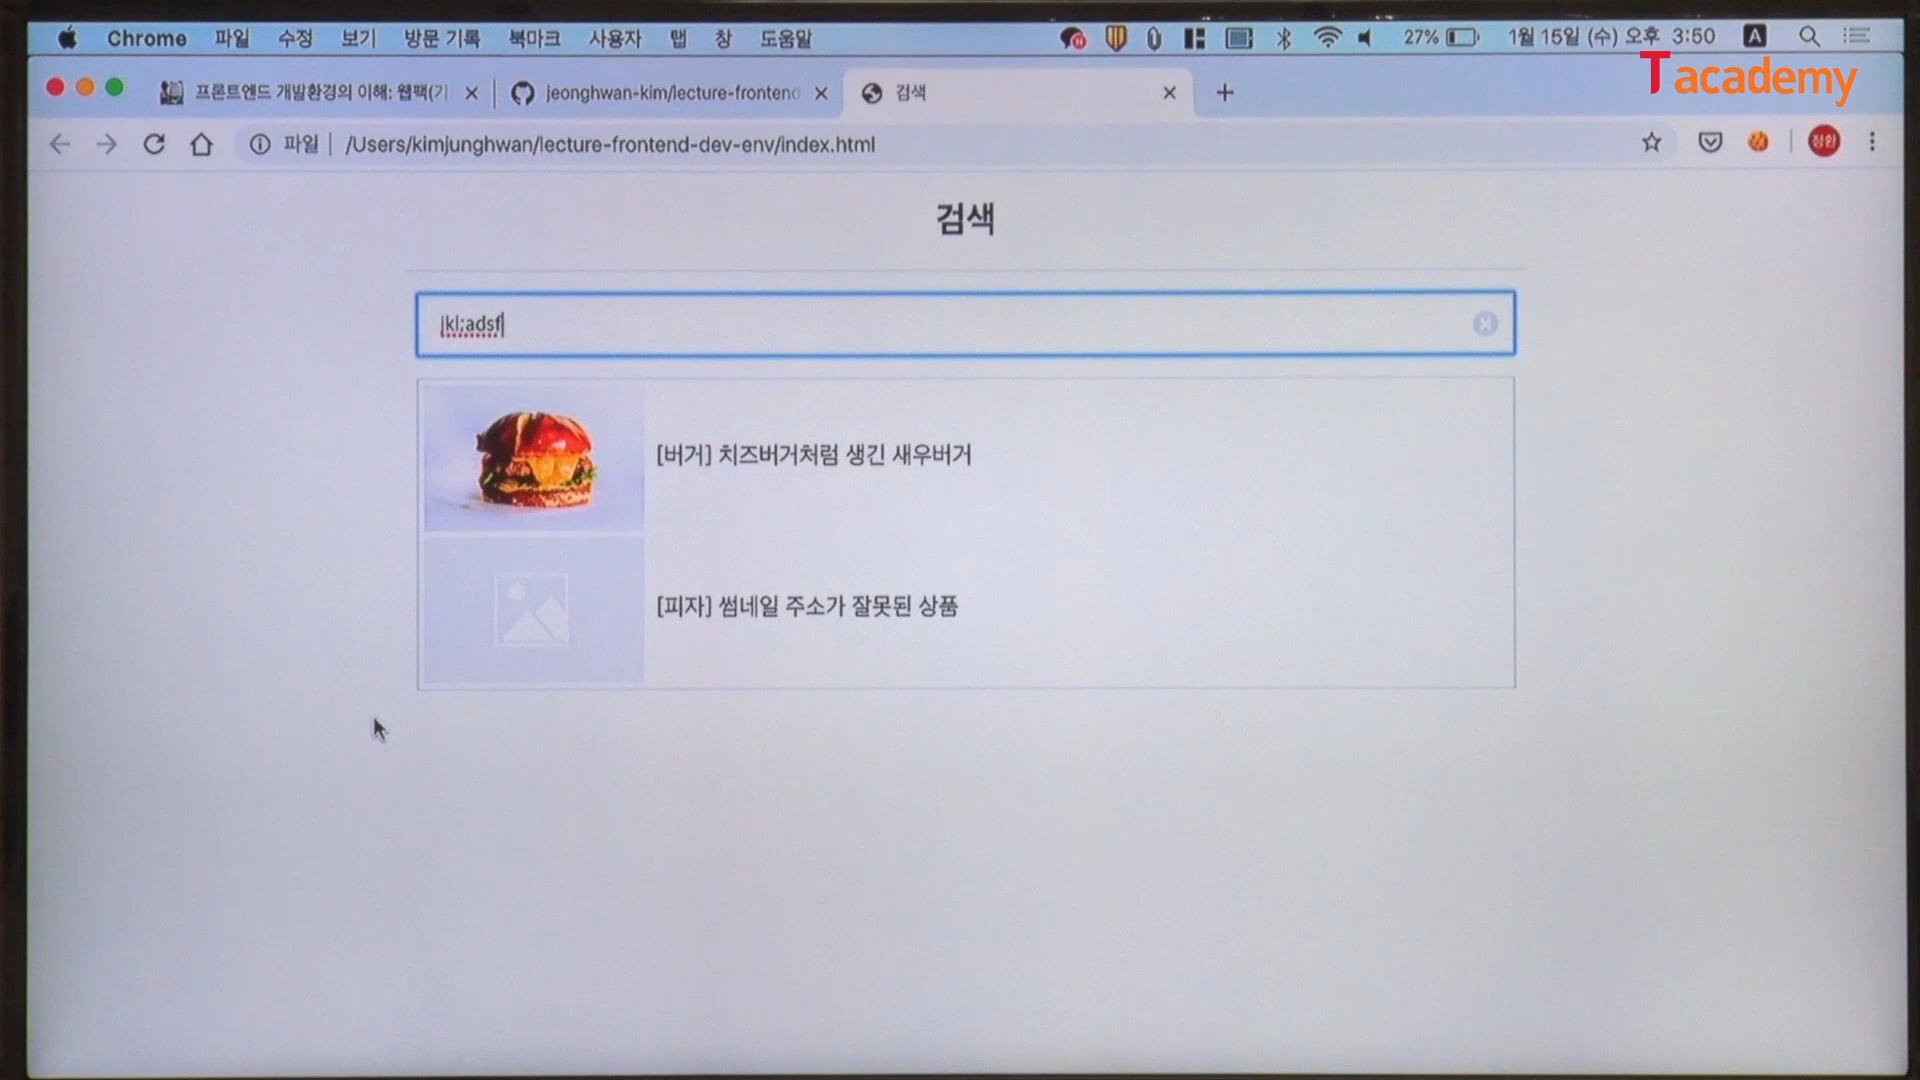 Chrome 파일 수정 보기 방문 기록 북마크 사용자 탭 창 도움말 27% 1월 15일 (수) 오후 3:50 A
Tacademy
프론트엔드 개발환경의 이해: 웹팩(기 jeonghwan-kim/lecture-frontend 검색
파일 /Users/kimjunghwan/lecture-frontend-dev-env/index.html 정환
검색
jkl;adsf
[버거] 치즈버거처럼 생긴 새우버거
[피자] 썸네일 주소가 잘못된 상품